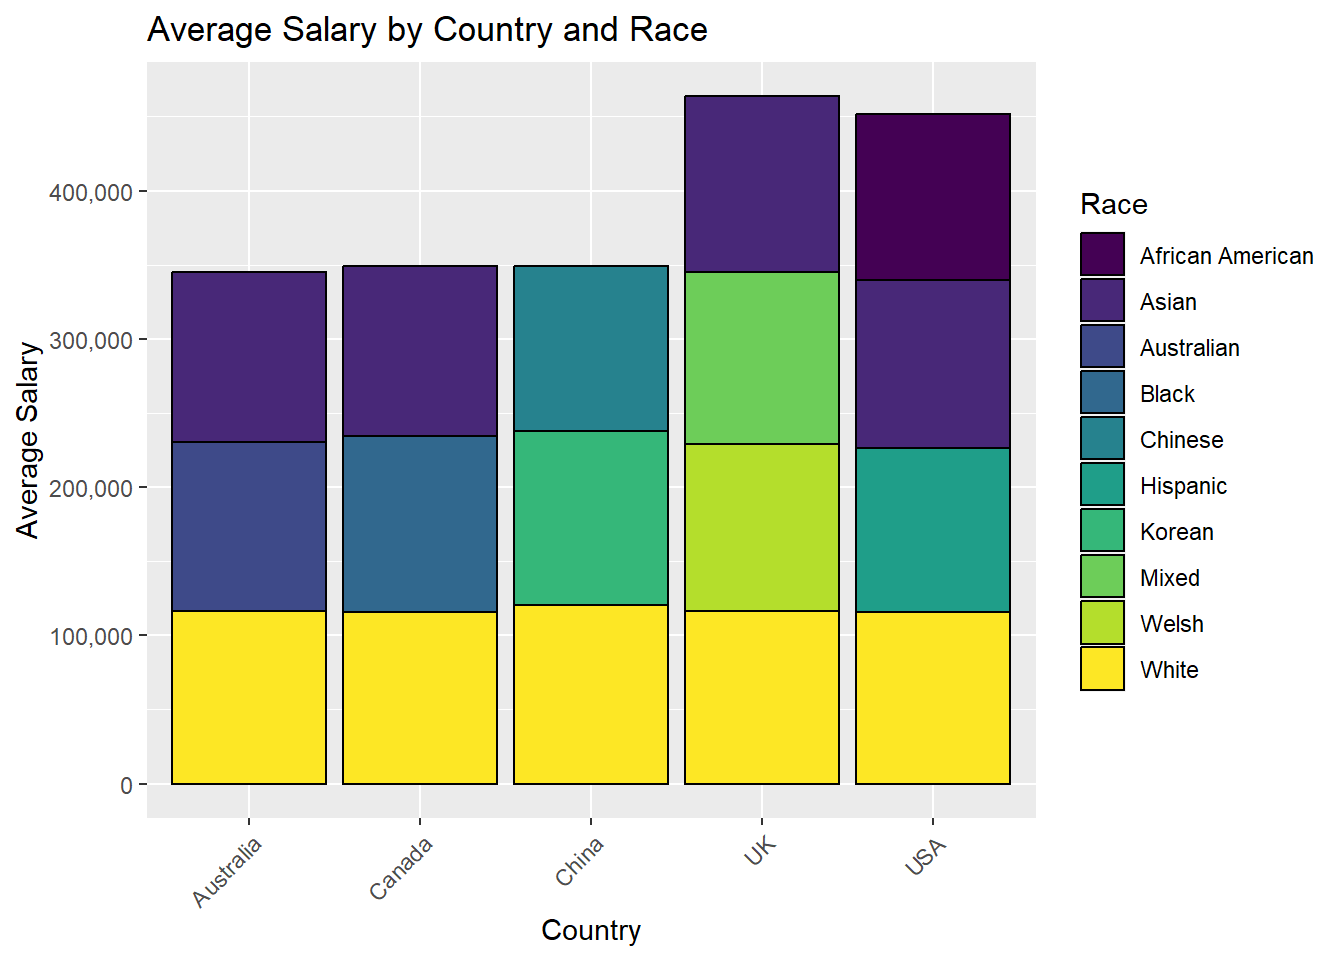 Average Salary by Country and Race
Average Salary
400,000
300,000
200,000
100,000
0
Australia
Canada
China
UK
USA
Country
Race
African American
Asian
Australian
Black
Chinese
Hispanic
Korean
Mixed
Welsh
White